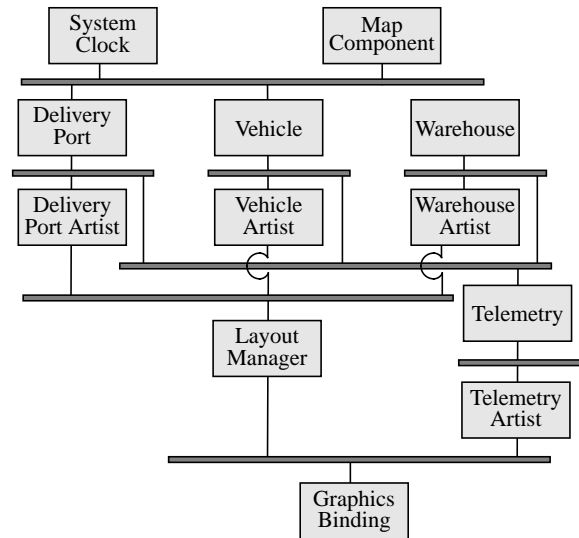 System
Clock
Map
Component
Delivery
Port
Vehicle
Warehouse
Delivery
Port Artist
Vehicle
Artist
Warehouse
Artist
Telemetry
Layout
Manager
Telemetry
Artist
Graphics
Binding